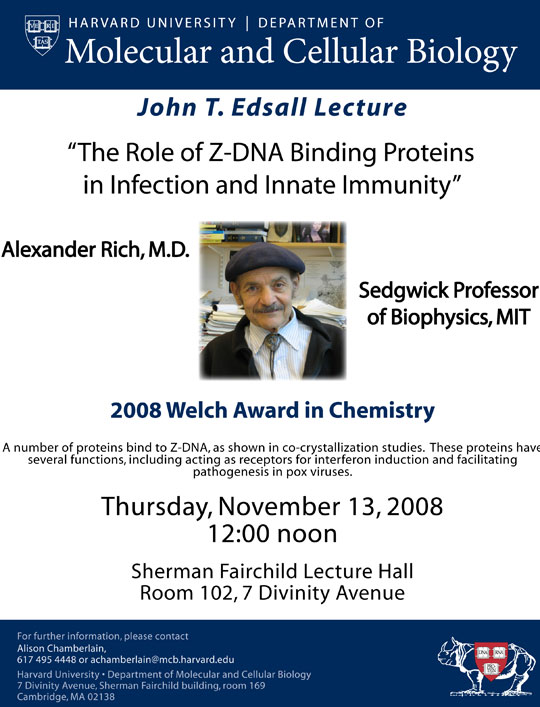 HARVARD UNIVERSITY | DEPARTMENT OF
Molecular and Cellular Biology
John T. Edsall Lecture
“The Role of Z-DNA Binding Proteins
in Infection and Innate Immunity”
Alexander Rich, M.D.
Sedgwick Professor
of Biophysics, MIT
2008 Welch Award in Chemistry
A number of proteins bind to Z-DNA, as shown in co-crystallization studies. These proteins have
several functions, including acting as receptors for interferon induction and facilitating
pathogenesis in pox viruses.
Thursday, November 13, 2008
12:00 noon
Sherman Fairchild Lecture Hall
Room 102, 7 Divinity Avenue
For further information, please contact
Alison Chamberlain,
617 495 4448 or achamberlain@mcb.harvard.edu
Harvard University • Department of Molecular and Cellular Biology
7 Divinity Avenue, Sherman Fairchild building, room 169
Cambridge, MA 02138
DNA RNA